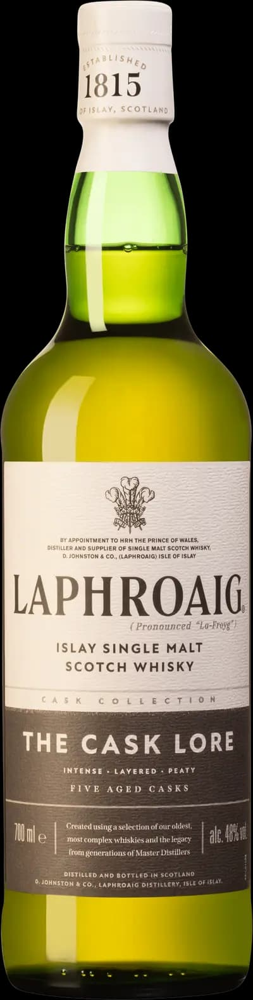 ESTABLISHED
1815
OF ISLAY, SCOTLAND
BY APPOINTMENT TO HRH THE PRINCE OF WALES,
DISTILLER AND SUPPLIER OF SINGLE MALT SCOTCH WHISKY,
D. JOHNSTON & CO., (LAPHROAIG) ISLE OF ISLAY
LAPHROAIG®
(Pronounced "La-Froyg")
ISLAY SINGLE MALT
SCOTCH WHISKY
CASK COLLECTION
THE CASK LORE
INTENSE · LAYERED · PEATY
FIVE AGED CASKS
700 ml e
Created using a selection of our oldest,
most complex whiskies and the legacy
from generations of Master Distillers
alc. 48% vol.
DISTILLED AND BOTTLED IN SCOTLAND
D. JOHNSTON & CO., LAPHROAIG DISTILLERY, ISLE OF ISLAY.